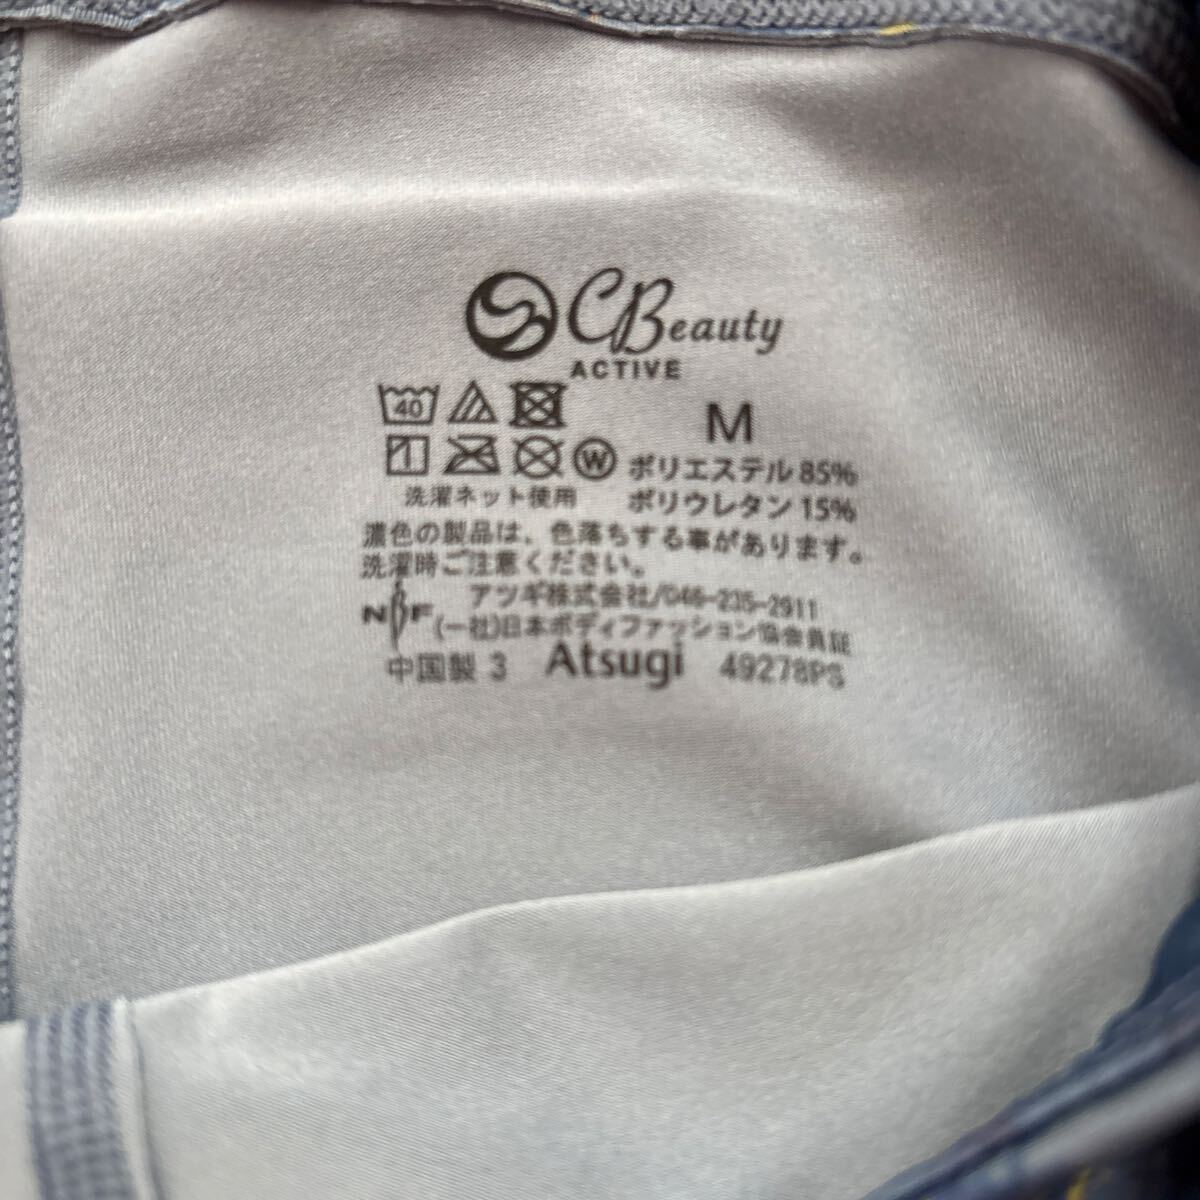 CBeauty
ACTIVE
40
M
W ポリエステル 85%
洗濯ネット使用 ポリウレタン 15%
濃色の製品は、色落ちする事があります。
洗濯時ご注意ください。
アツギ株式会社/046-235-2911
NBF (一社)日本ボディファッション協会員証
中国製 3 Atsugi 49278PS